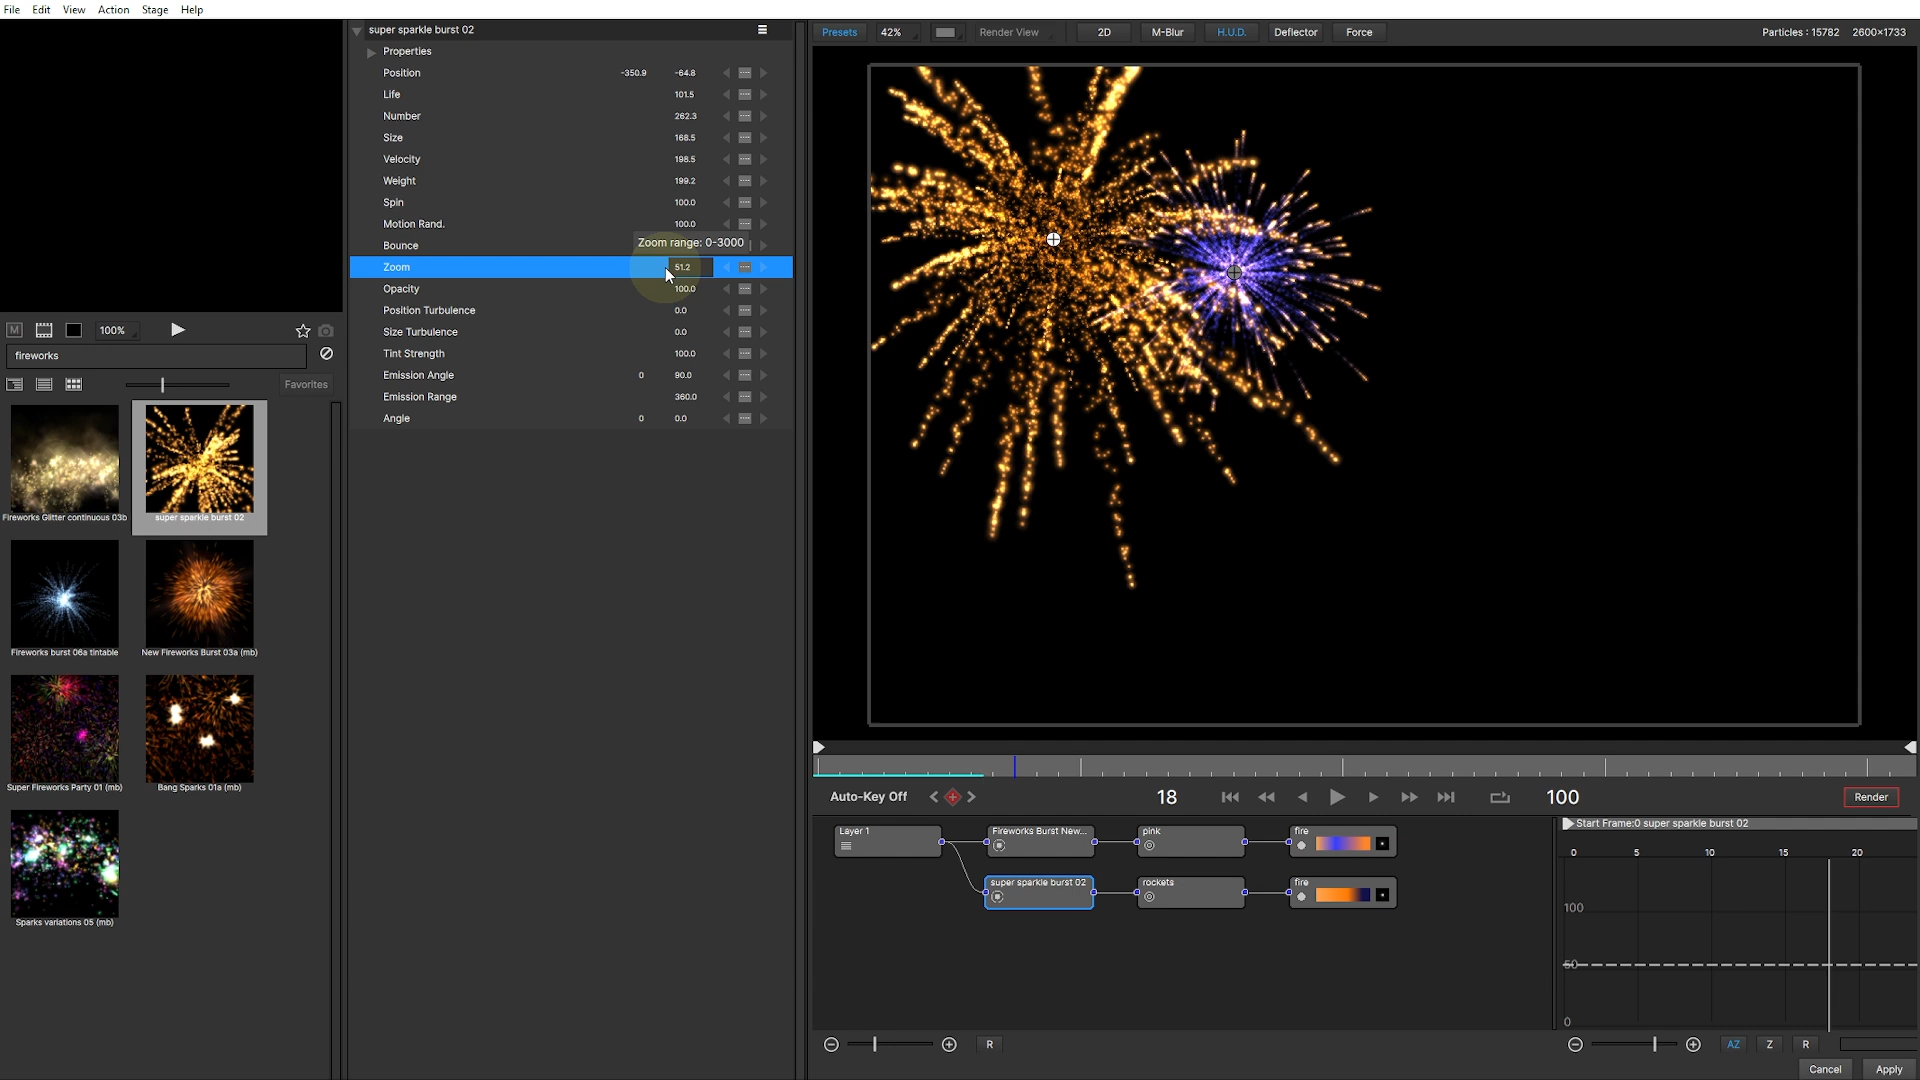 File Edit View Action Stage Help
100%
fireworks
Favorites
Fireworks Glitter continuous 03b
super sparkle burst 02
Fireworks burst 06a tintable
New Fireworks Burst 03a (mb)
Super Fireworks Party 01 (mb)
Bang Sparks 01a (mb)
Sparks variations 05 (mb)
super sparkle burst 02
Properties
Position -350.9 -64.8
Life 101.5
Number 262.3
Size 168.5
Velocity 198.5
Weight 199.2
Spin 100.0
Motion Rand. 100.0
Bounce
Zoom range: 0-3000
Zoom 51.2
Opacity 100.0
Position Turbulence 0.0
Size Turbulence 0.0
Tint Strength 100.0
Emission Angle 0 90.0
Emission Range 360.0
Angle 0 0.0
Presets 42% Render View 2D M-Blur H.U.D. Deflector Force Particles : 15782 2600×1733
Auto-Key Off 18 100 Render
Layer 1
Fireworks Burst New...
pink
fire
super sparkle burst 02
rockets
fire
R
Start Frame:0 super sparkle burst 02
0 5 10 15 20
100
50
0
AZ Z R
Cancel Apply